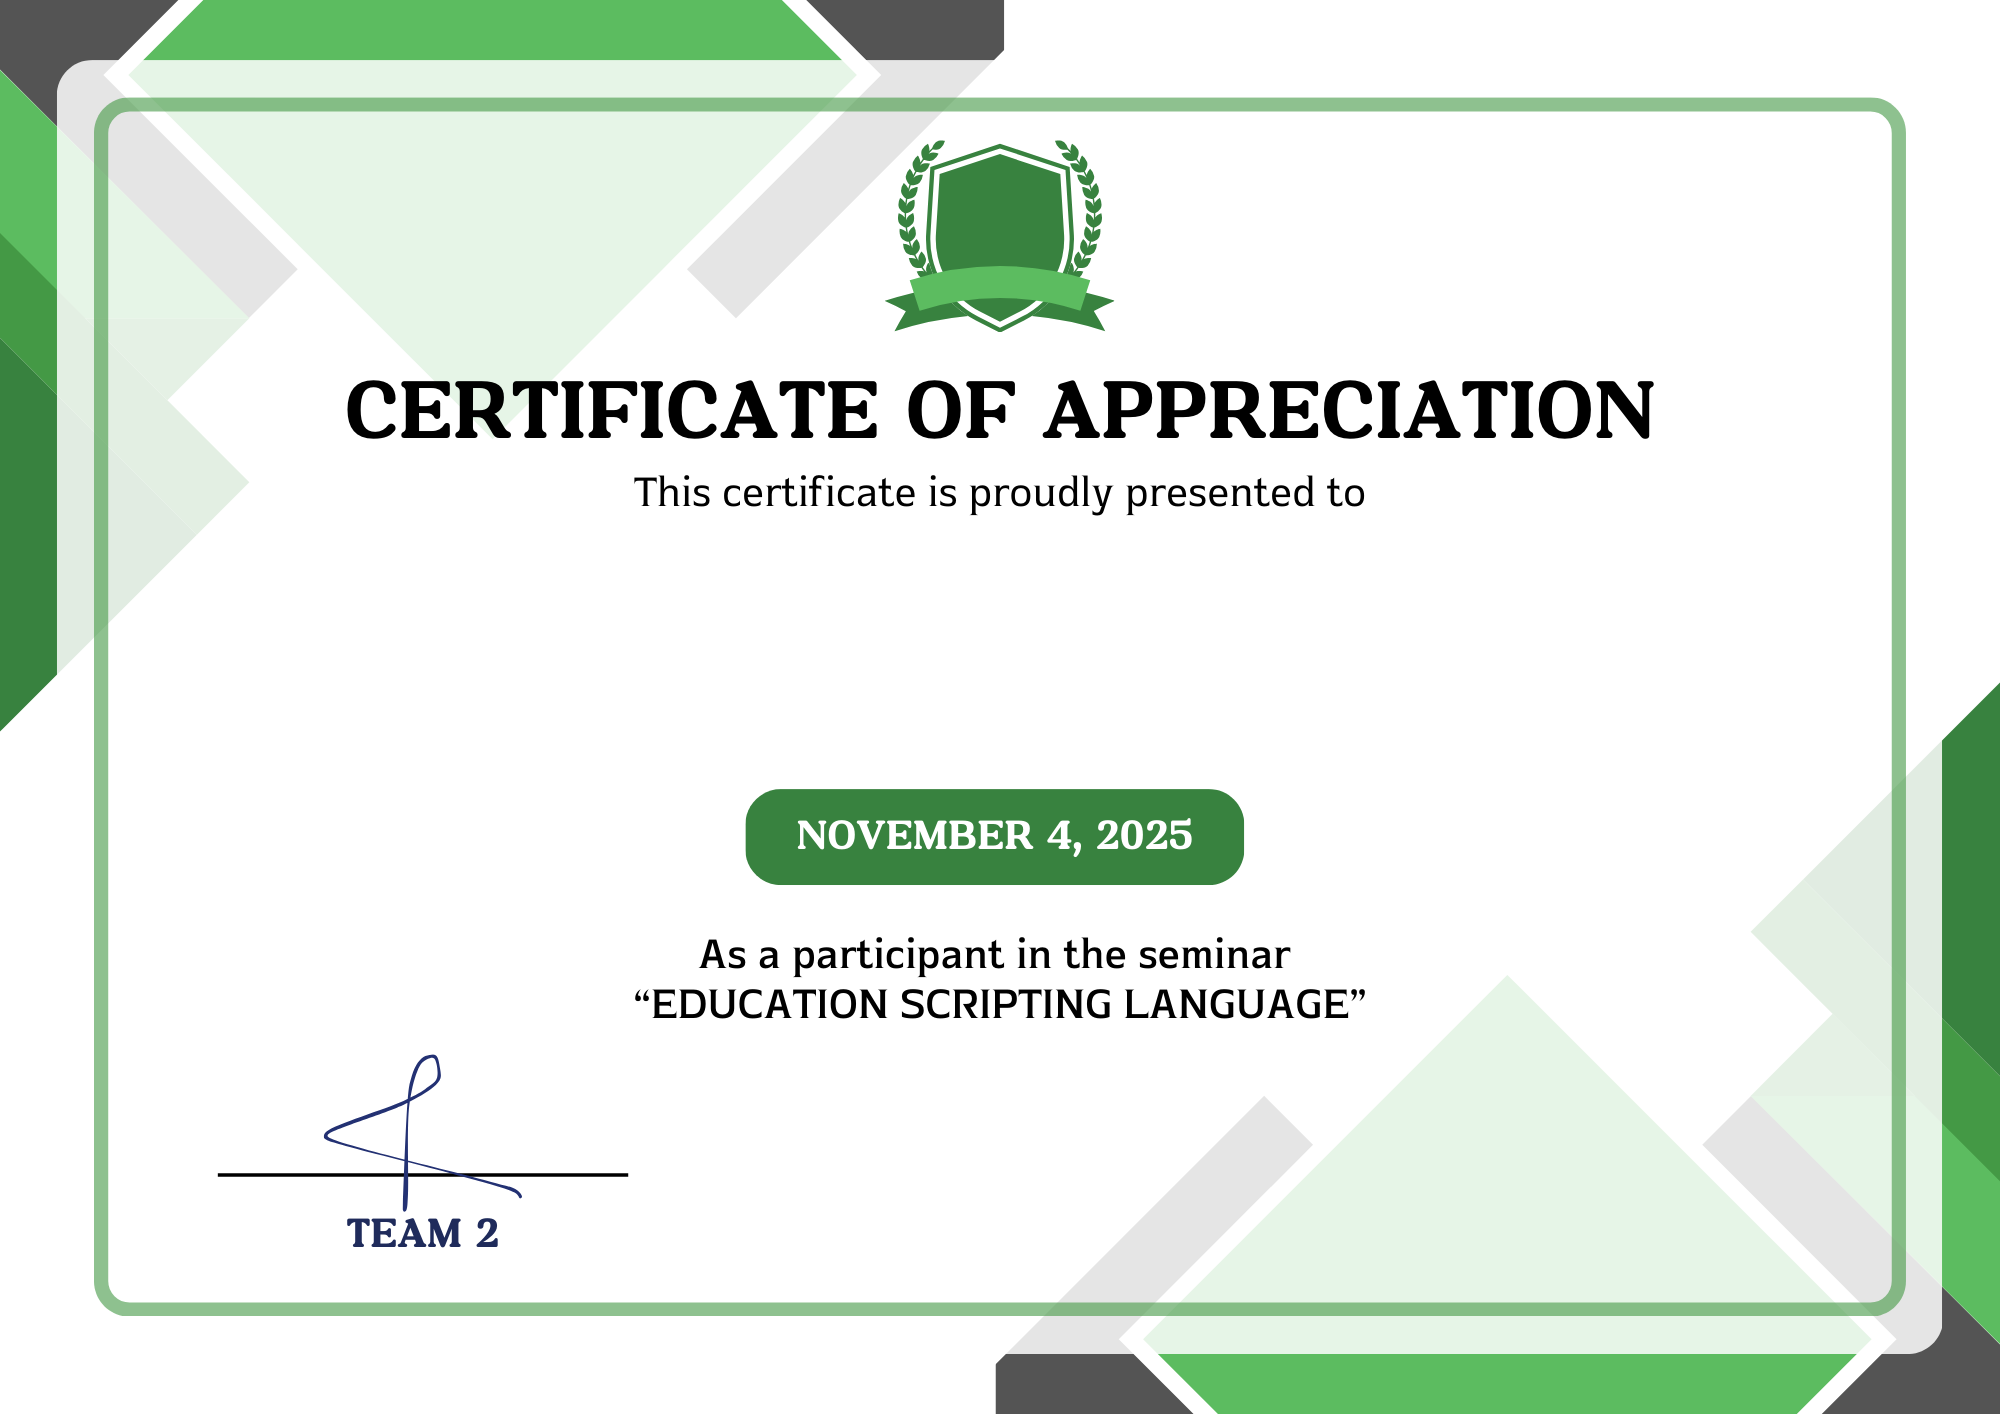 CERTIFICATE OF APPRECIATION
This certificate is proudly presented to
NOVEMBER 4, 2025
As a participant in the seminar
“EDUCATION SCRIPTING LANGUAGE”
TEAM 2